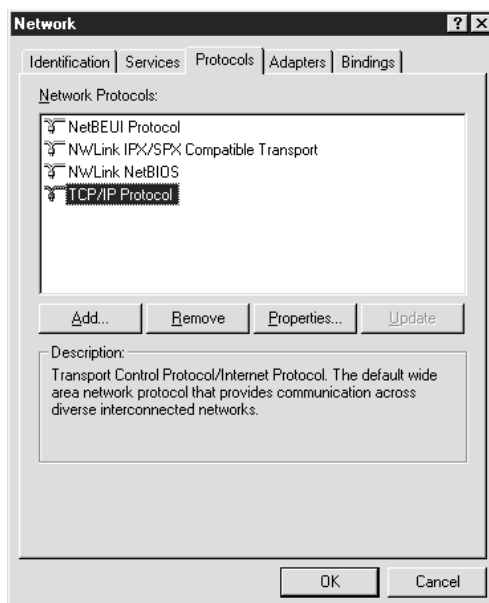 Network
Identification Services Protocols Adapters Bindings
Network Protocols:
NetBEUI Protocol
NWLink IPX/SPX Compatible Transport
NWLink NetBIOS
TCP/IP Protocol
Add... Remove Properties... Update
Description:
Transport Control Protocol/Internet Protocol. The default wide
area network protocol that provides communication across
diverse interconnected networks.
OK Cancel